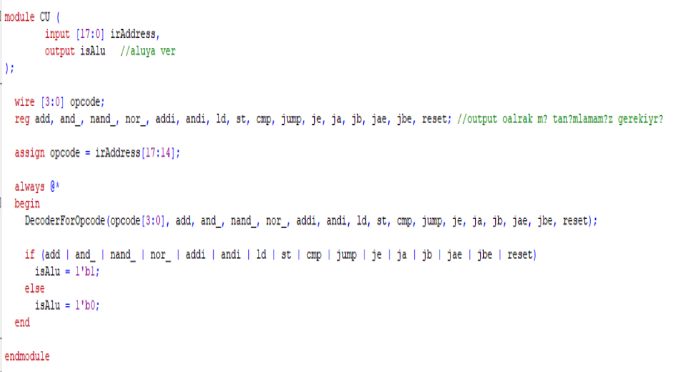 module CU (
input [17:0] irAddress,
output isAlu //aluya ver
);
wire [3:0] opcode;
reg add, and_, nand_, nor_, addi, andi, ld, st, cmp, jump, je, ja, jb, jae, jbe, reset; //output oalrak m? tan?mlamam?z gerekiyr?
assign opcode = irAddress[17:14];
always @*
begin
DecoderForOpcode(opcode[3:0], add, and_, nand_, nor_, addi, andi, ld, st, cmp, jump, je, ja, jb, jae, jbe, reset);
if (add | and_ | nand_ | nor_ | addi | andi | ld | st | cmp | jump | je | ja | jb | jae | jbe | reset)
isAlu = 1'b1;
else
isAlu = 1'b0;
end
endmodule